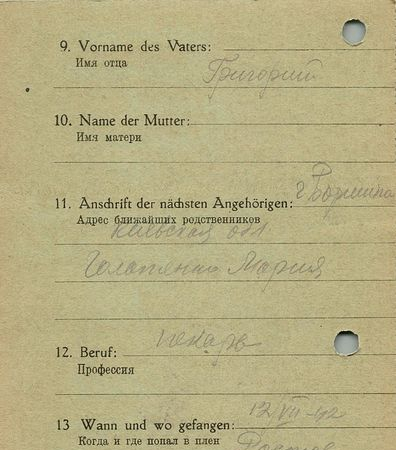 9. Vorname des Vaters:
Имя отца
Григорий
10. Name der Mutter:
Имя матери
11. Anschrift der nächsten Angehörigen:
Адрес ближайших родственников
обл
Мария
12. Beruf: пекарь
Профессия
13 Wann und wo gefangen: 12/VII-42
Когда и где попал в плен